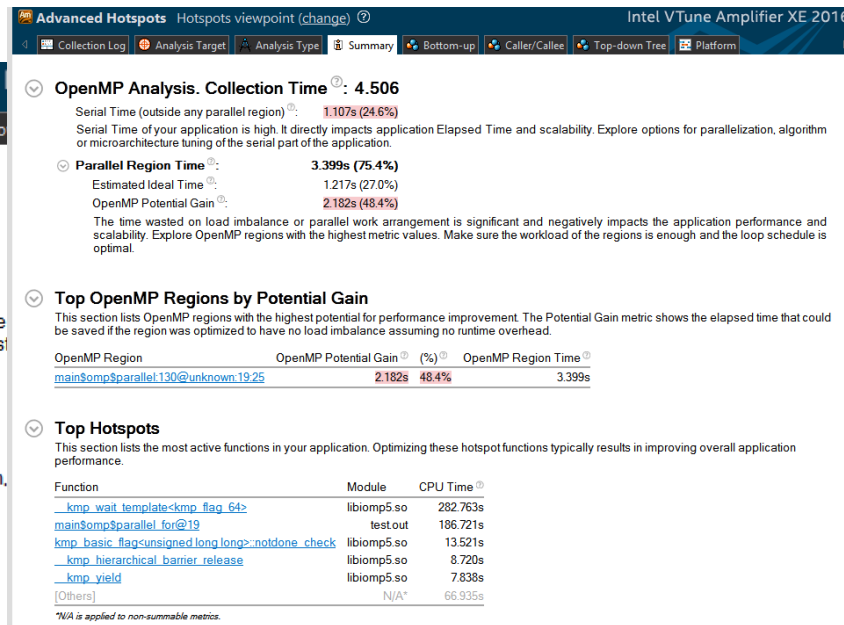 Advanced Hotspots Hotspots viewpoint (change) ? Intel VTune Amplifier XE 2016
Collection Log Analysis Target Analysis Type Summary Bottom-up Caller/Callee Top-down Tree Platform
OpenMP Analysis. Collection Time ?: 4.506
Serial Time (outside any parallel region) ?: 1.107s (24.6%)
Serial Time of your application is high. It directly impacts application Elapsed Time and scalability. Explore options for parallelization, algorithm
or microarchitecture tuning of the serial part of the application.
Parallel Region Time ?: 3.399s (75.4%)
Estimated Ideal Time ?: 1.217s (27.0%)
OpenMP Potential Gain ?: 2.182s (48.4%)
The time wasted on load imbalance or parallel work arrangement is significant and negatively impacts the application performance and
scalability. Explore OpenMP regions with the highest metric values. Make sure the workload of the regions is enough and the loop schedule is
optimal.
Top OpenMP Regions by Potential Gain
This section lists OpenMP regions with the highest potential for performance improvement. The Potential Gain metric shows the elapsed time that could
be saved if the region was optimized to have no load imbalance assuming no runtime overhead.
OpenMP Region OpenMP Potential Gain ? (%) ? OpenMP Region Time ?
main$omp$parallel:130@unknown:19:25 2.182s 48.4% 3.399s
Top Hotspots
This section lists the most active functions in your application. Optimizing these hotspot functions typically results in improving overall application
performance.
Function Module CPU Time ?
__kmp_wait_template<kmp_flag_64> libiomp5.so 282.763s
main$omp$parallel_for@19 test.out 186.721s
kmp_basic_flag<unsigned long long>::notdone_check libiomp5.so 13.521s
__kmp_hierarchical_barrier_release libiomp5.so 8.720s
__kmp_yield libiomp5.so 7.838s
[Others] N/A* 66.935s
*N/A is applied to non-summable metrics.